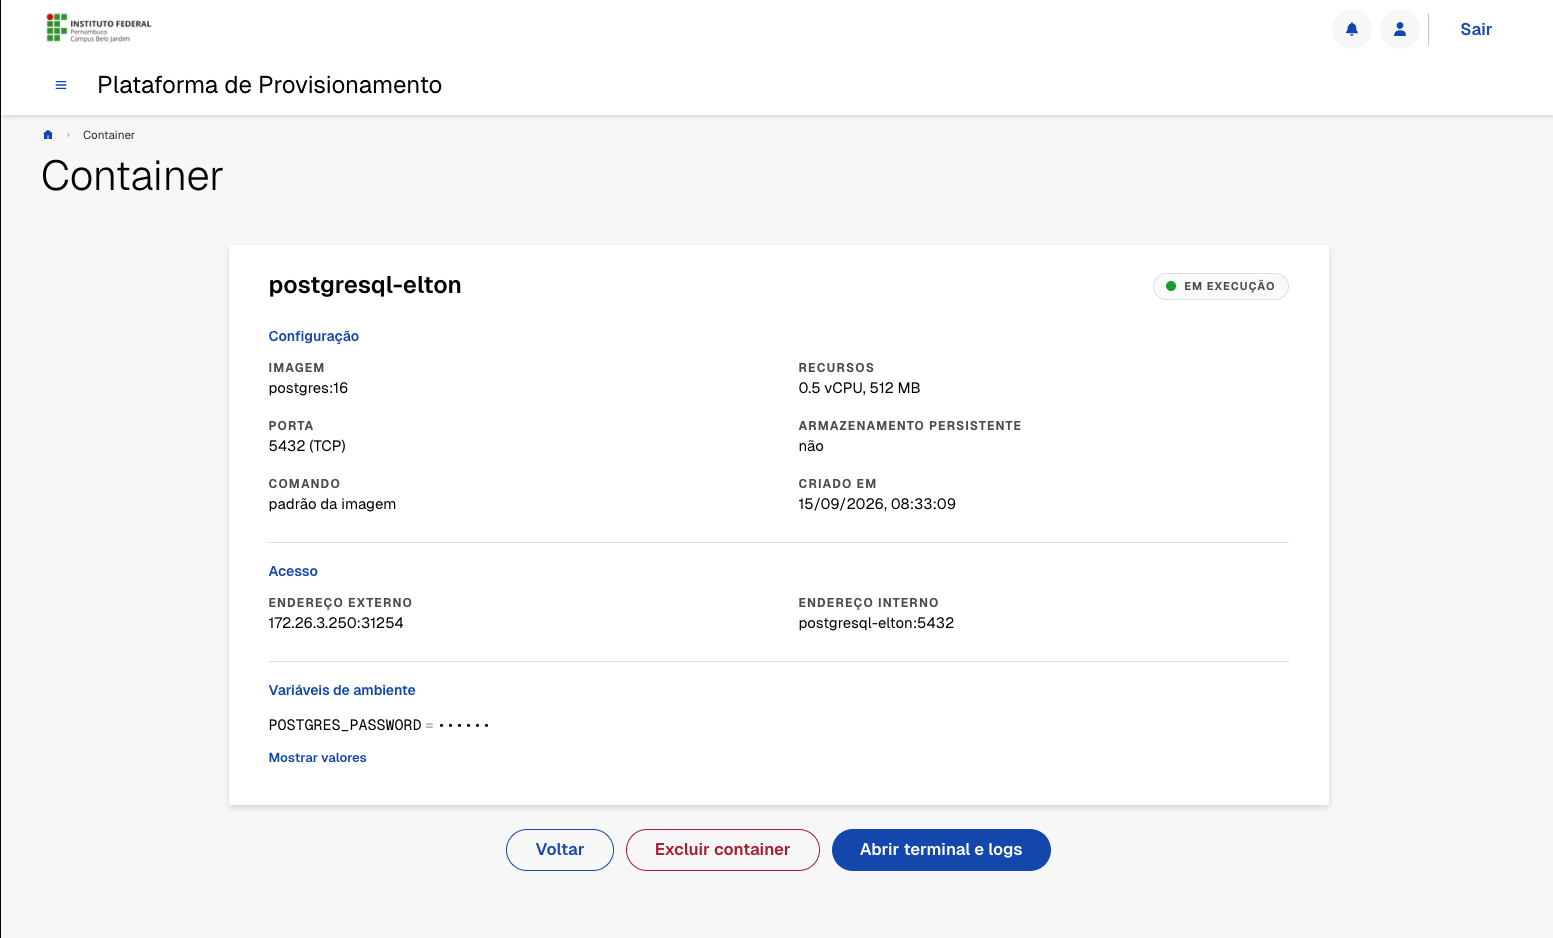 INSTITUTO FEDERAL
Pernambuco
Campus Belo Jardim
Sair
Plataforma de Provisionamento
Container
Container
postgresql-elton
EM EXECUÇÃO
Configuração
IMAGEM
postgres:16
RECURSOS
0.5 vCPU, 512 MB
PORTA
5432 (TCP)
ARMAZENAMENTO PERSISTENTE
não
COMANDO
padrão da imagem
CRIADO EM
15/09/2026, 08:33:09
Acesso
ENDEREÇO EXTERNO
172.26.3.250:31254
ENDEREÇO INTERNO
postgresql-elton:5432
Variáveis de ambiente
POSTGRES_PASSWORD = ••••••
Mostrar valores
Voltar
Excluir container
Abrir terminal e logs